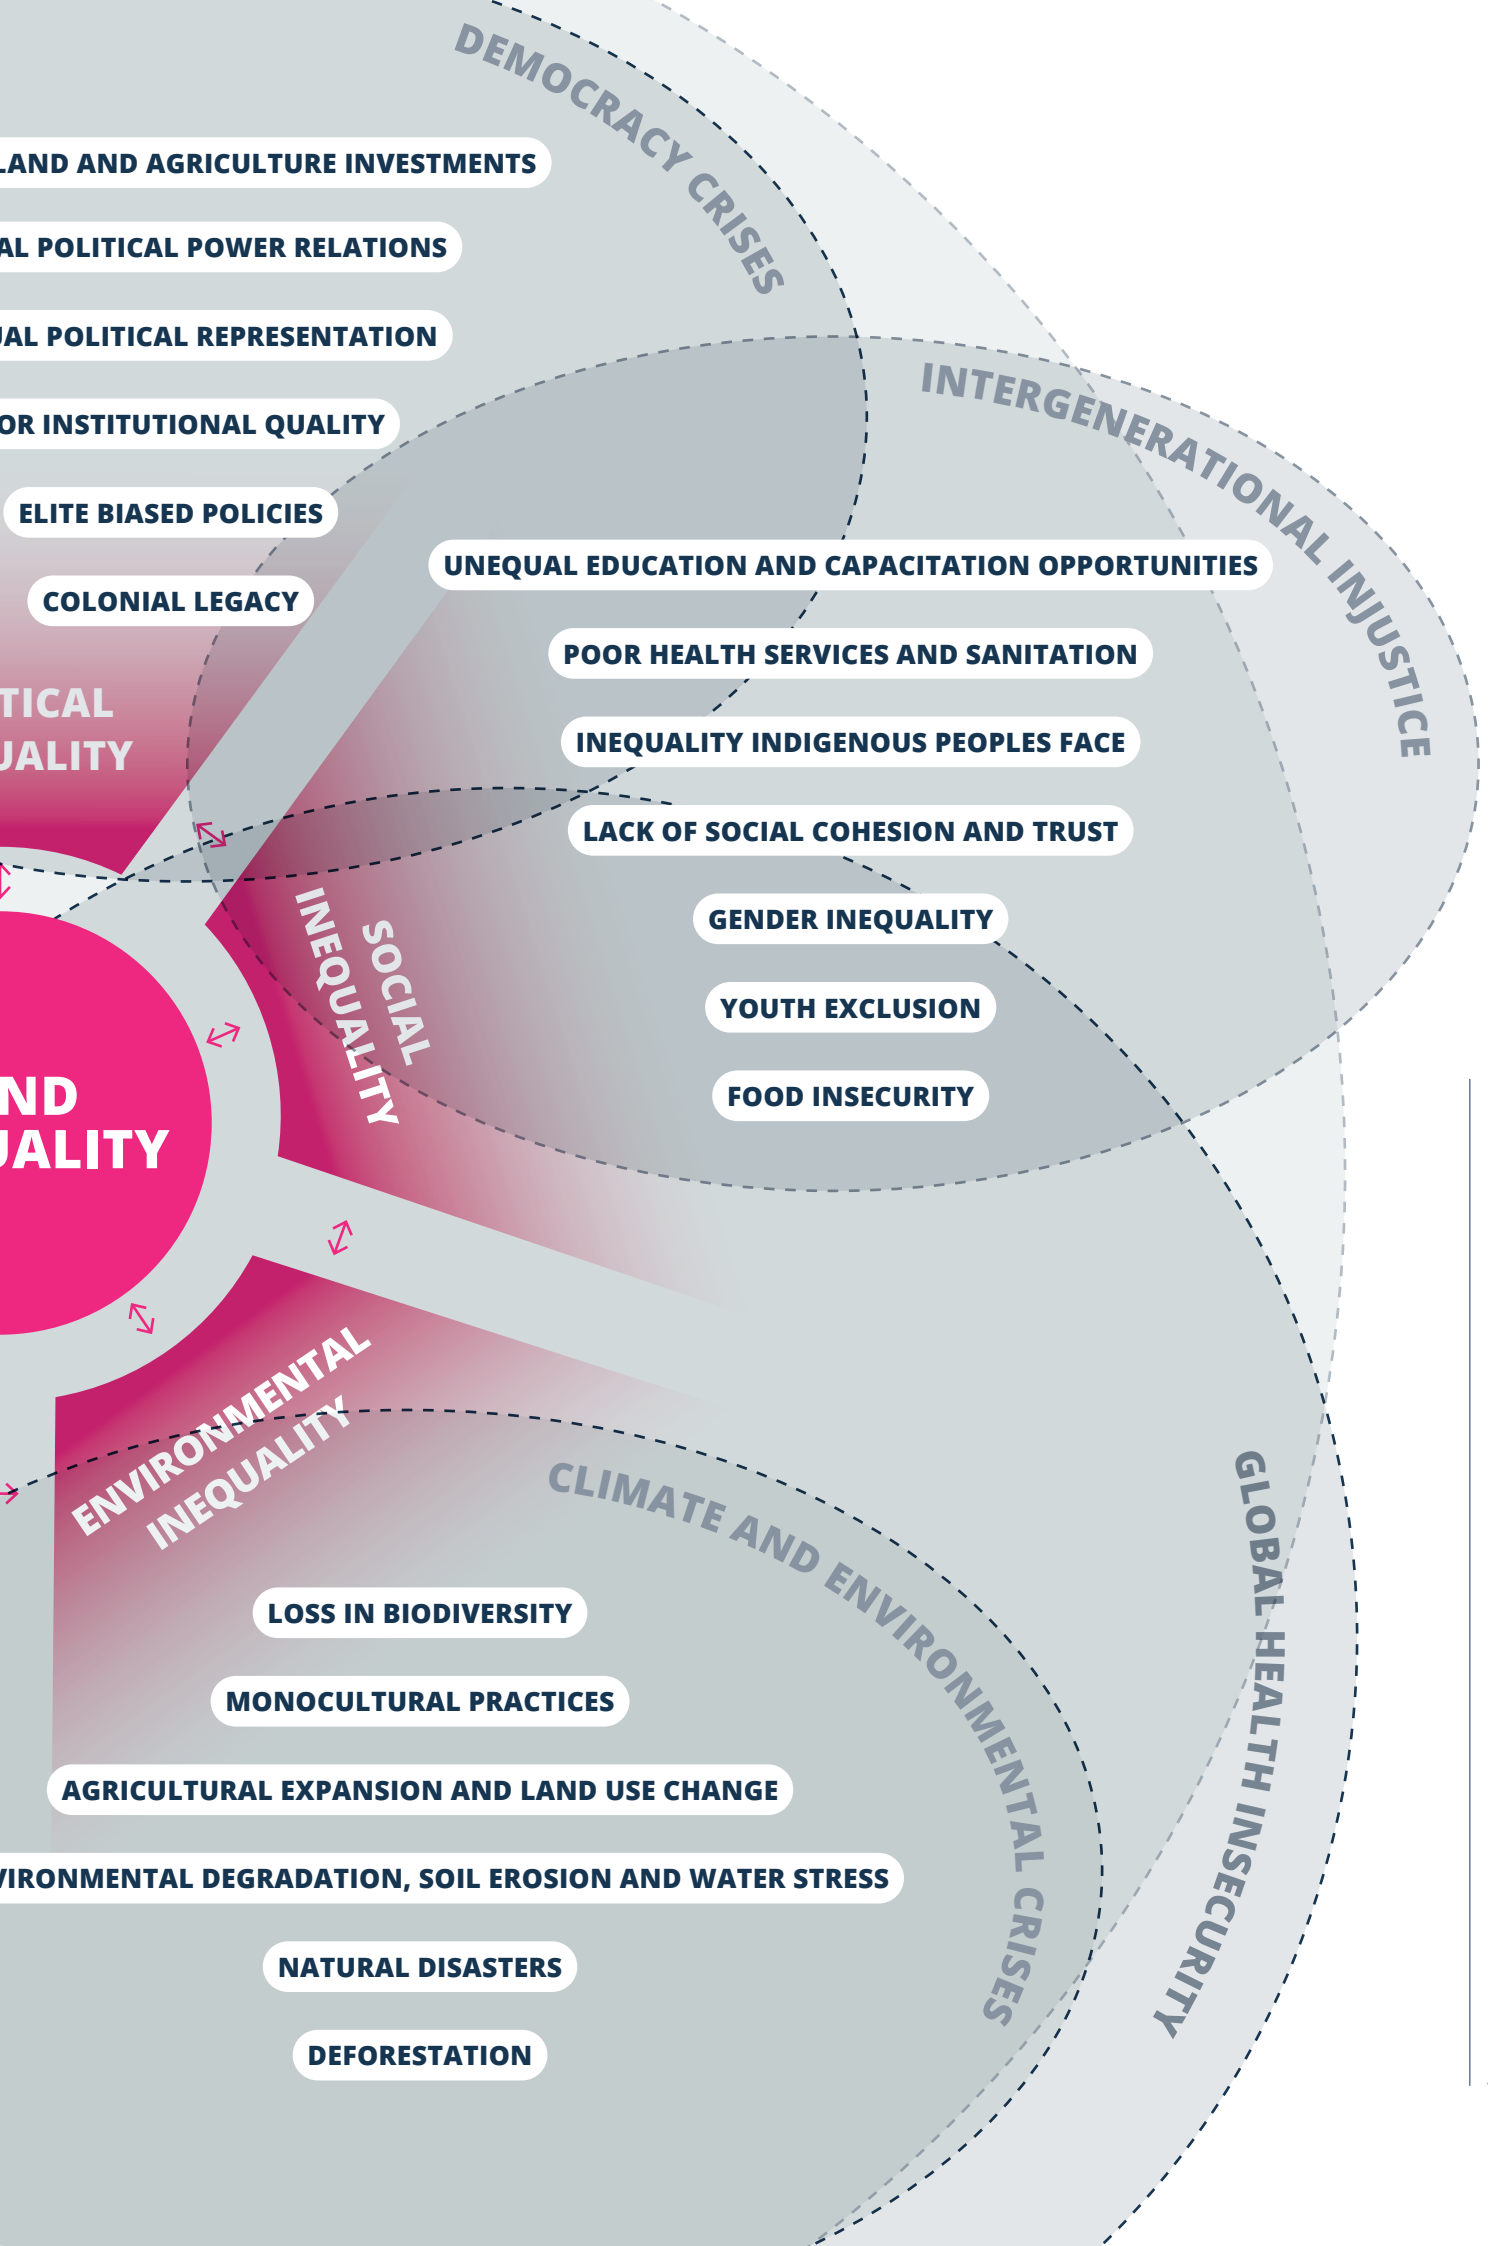 DEMOCRACY CRISES
LAND AND AGRICULTURE INVESTMENTS
AL POLITICAL POWER RELATIONS
UAL POLITICAL REPRESENTATION
OR INSTITUTIONAL QUALITY
ELITE BIASED POLICIES
COLONIAL LEGACY
TICAL
UALITY
INTERGENERATIONAL INJUSTICE
UNEQUAL EDUCATION AND CAPACITATION OPPORTUNITIES
POOR HEALTH SERVICES AND SANITATION
INEQUALITY INDIGENOUS PEOPLES FACE
LACK OF SOCIAL COHESION AND TRUST
GENDER INEQUALITY
YOUTH EXCLUSION
FOOD INSECURITY
SOCIAL
INEQUALITY
ND
UALITY
ENVIRONMENTAL
INEQUALITY
CLIMATE AND ENVIRONMENTAL CRISES
GLOBAL HEALTH INSECURITY
LOSS IN BIODIVERSITY
MONOCULTURAL PRACTICES
AGRICULTURAL EXPANSION AND LAND USE CHANGE
VIRONMENTAL DEGRADATION, SOIL EROSION AND WATER STRESS
NATURAL DISASTERS
DEFORESTATION